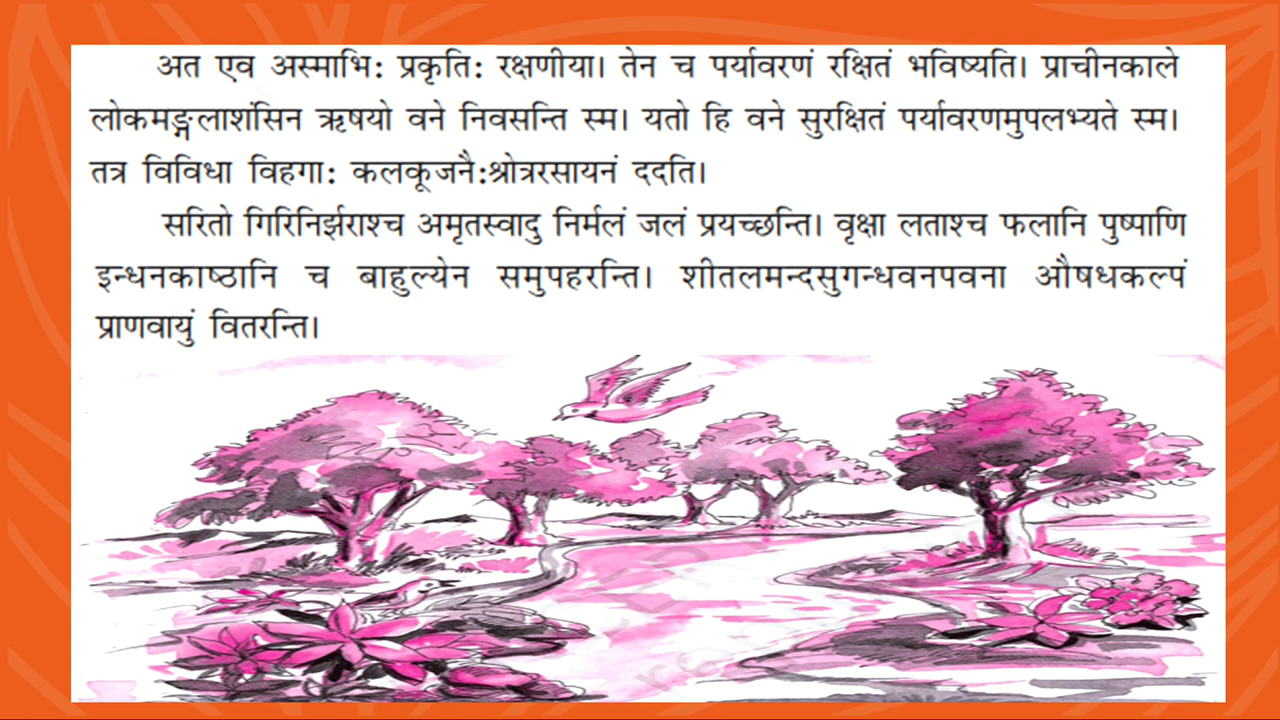 अत एव अस्माभिः प्रकृतिः रक्षणीया। तेन च पर्यावरणं रक्षितं भविष्यति। प्राचीनकाले
लोकमङ्गलाशंसिन ऋषयो वने निवसन्ति स्म। यतो हि वने सुरक्षितं पर्यावरणमुपलभ्यते स्म।
तत्र विविधा विहगाः कलकूजनैःश्रोत्ररसायनं ददति।
सरितो गिरिनिर्झराश्च अमृतस्वादु निर्मलं जलं प्रयच्छन्ति। वृक्षा लताश्च फलानि पुष्पाणि
इन्धनकाष्ठानि च बाहुल्येन समुपहरन्ति। शीतलमन्दसुगन्धवनपवना औषधकल्पं
प्राणवायुं वितरन्ति।